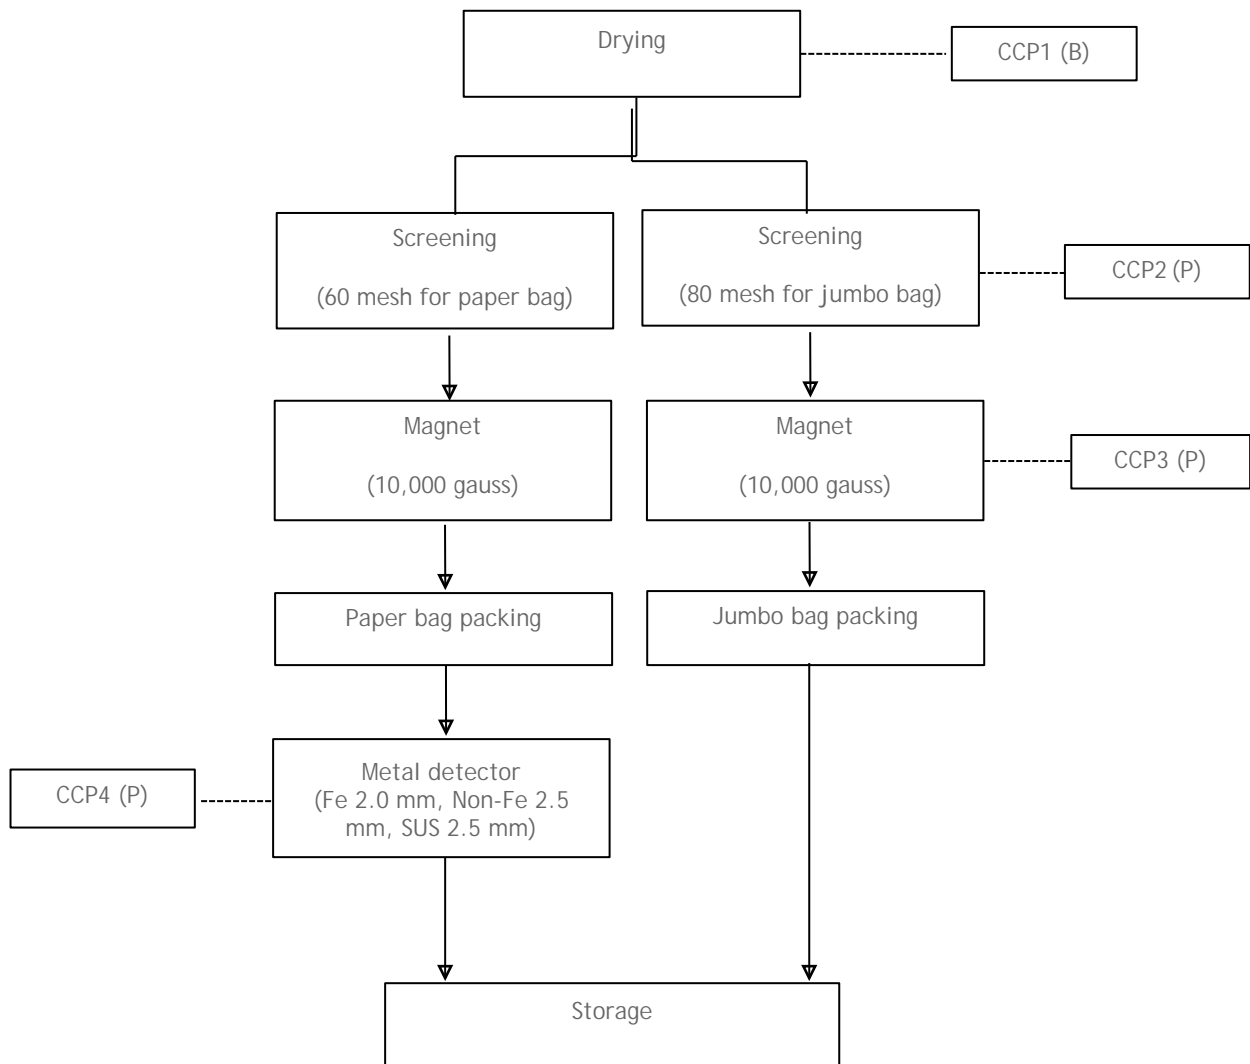 Drying
CCP1 (B)
Screening
(60 mesh for paper bag)
Screening
(80 mesh for jumbo bag)
CCP2 (P)
Magnet
(10,000 gauss)
Magnet
(10,000 gauss)
CCP3 (P)
Paper bag packing
Jumbo bag packing
CCP4 (P)
Metal detector
(Fe 2.0 mm, Non-Fe 2.5
mm, SUS 2.5 mm)
Storage